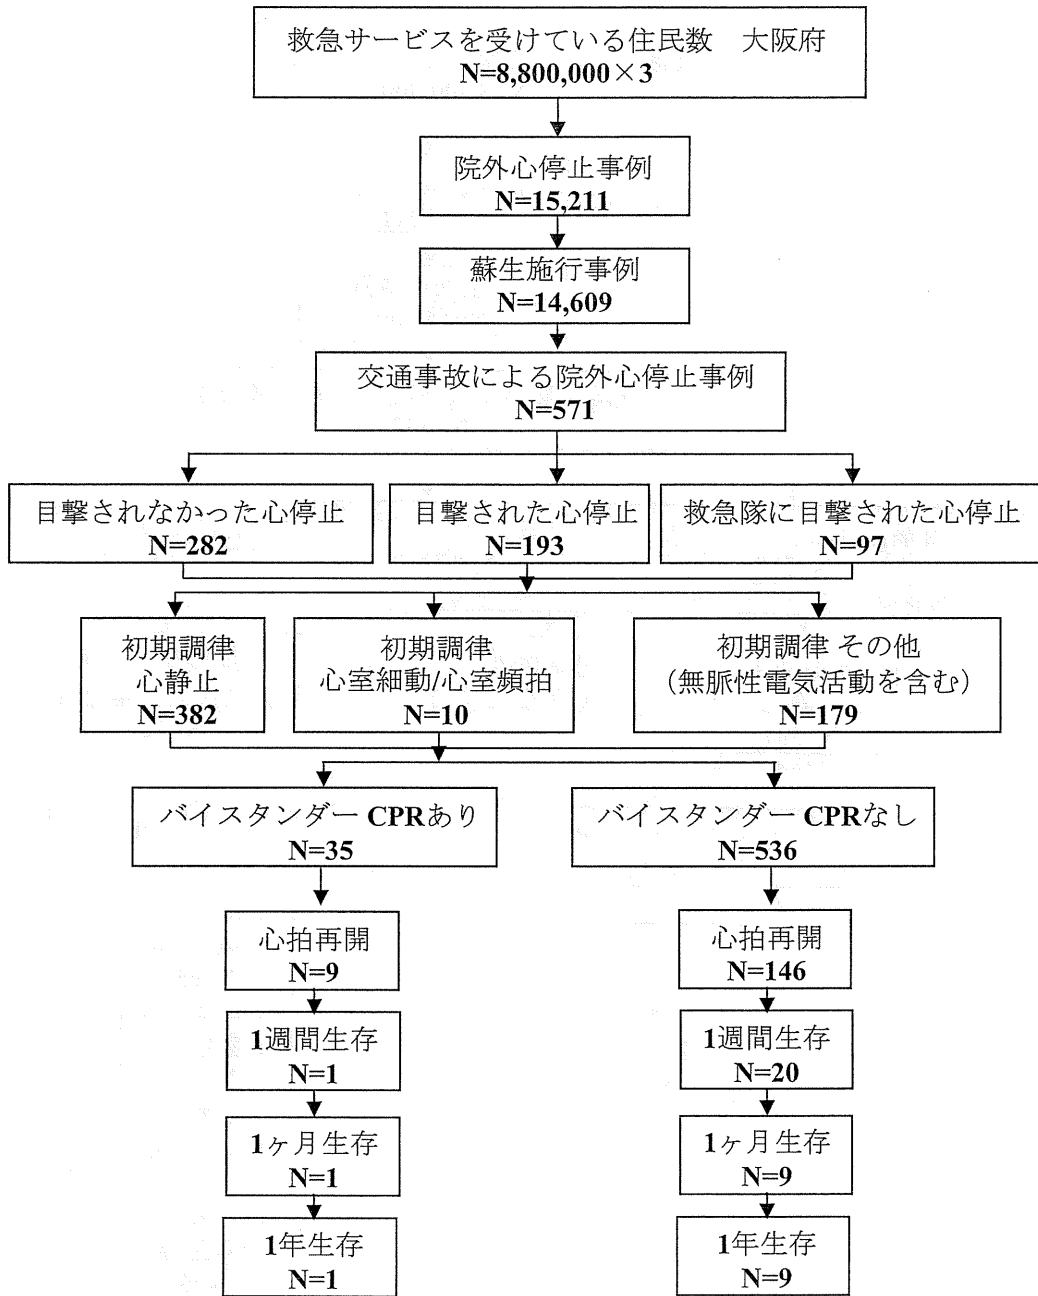 救急サービスを受けている住民数　大阪府
N=8,800,000×3
院外心停止事例
N=15,211
蘇生施行事例
N=14,609
交通事故による院外心停止事例
N=571
目撃されなかった心停止
N=282
目撃された心停止
N=193
救急隊に目撃された心停止
N=97
初期調律
心静止
N=382
初期調律
心室細動/心室頻拍
N=10
初期調律 その他
（無脈性電気活動を含む）
N=179
バイスタンダー CPRあり
N=35
バイスタンダー CPRなし
N=536
心拍再開
N=9
心拍再開
N=146
1週間生存
N=1
1週間生存
N=20
1ヶ月生存
N=1
1ヶ月生存
N=9
1年生存
N=1
1年生存
N=9